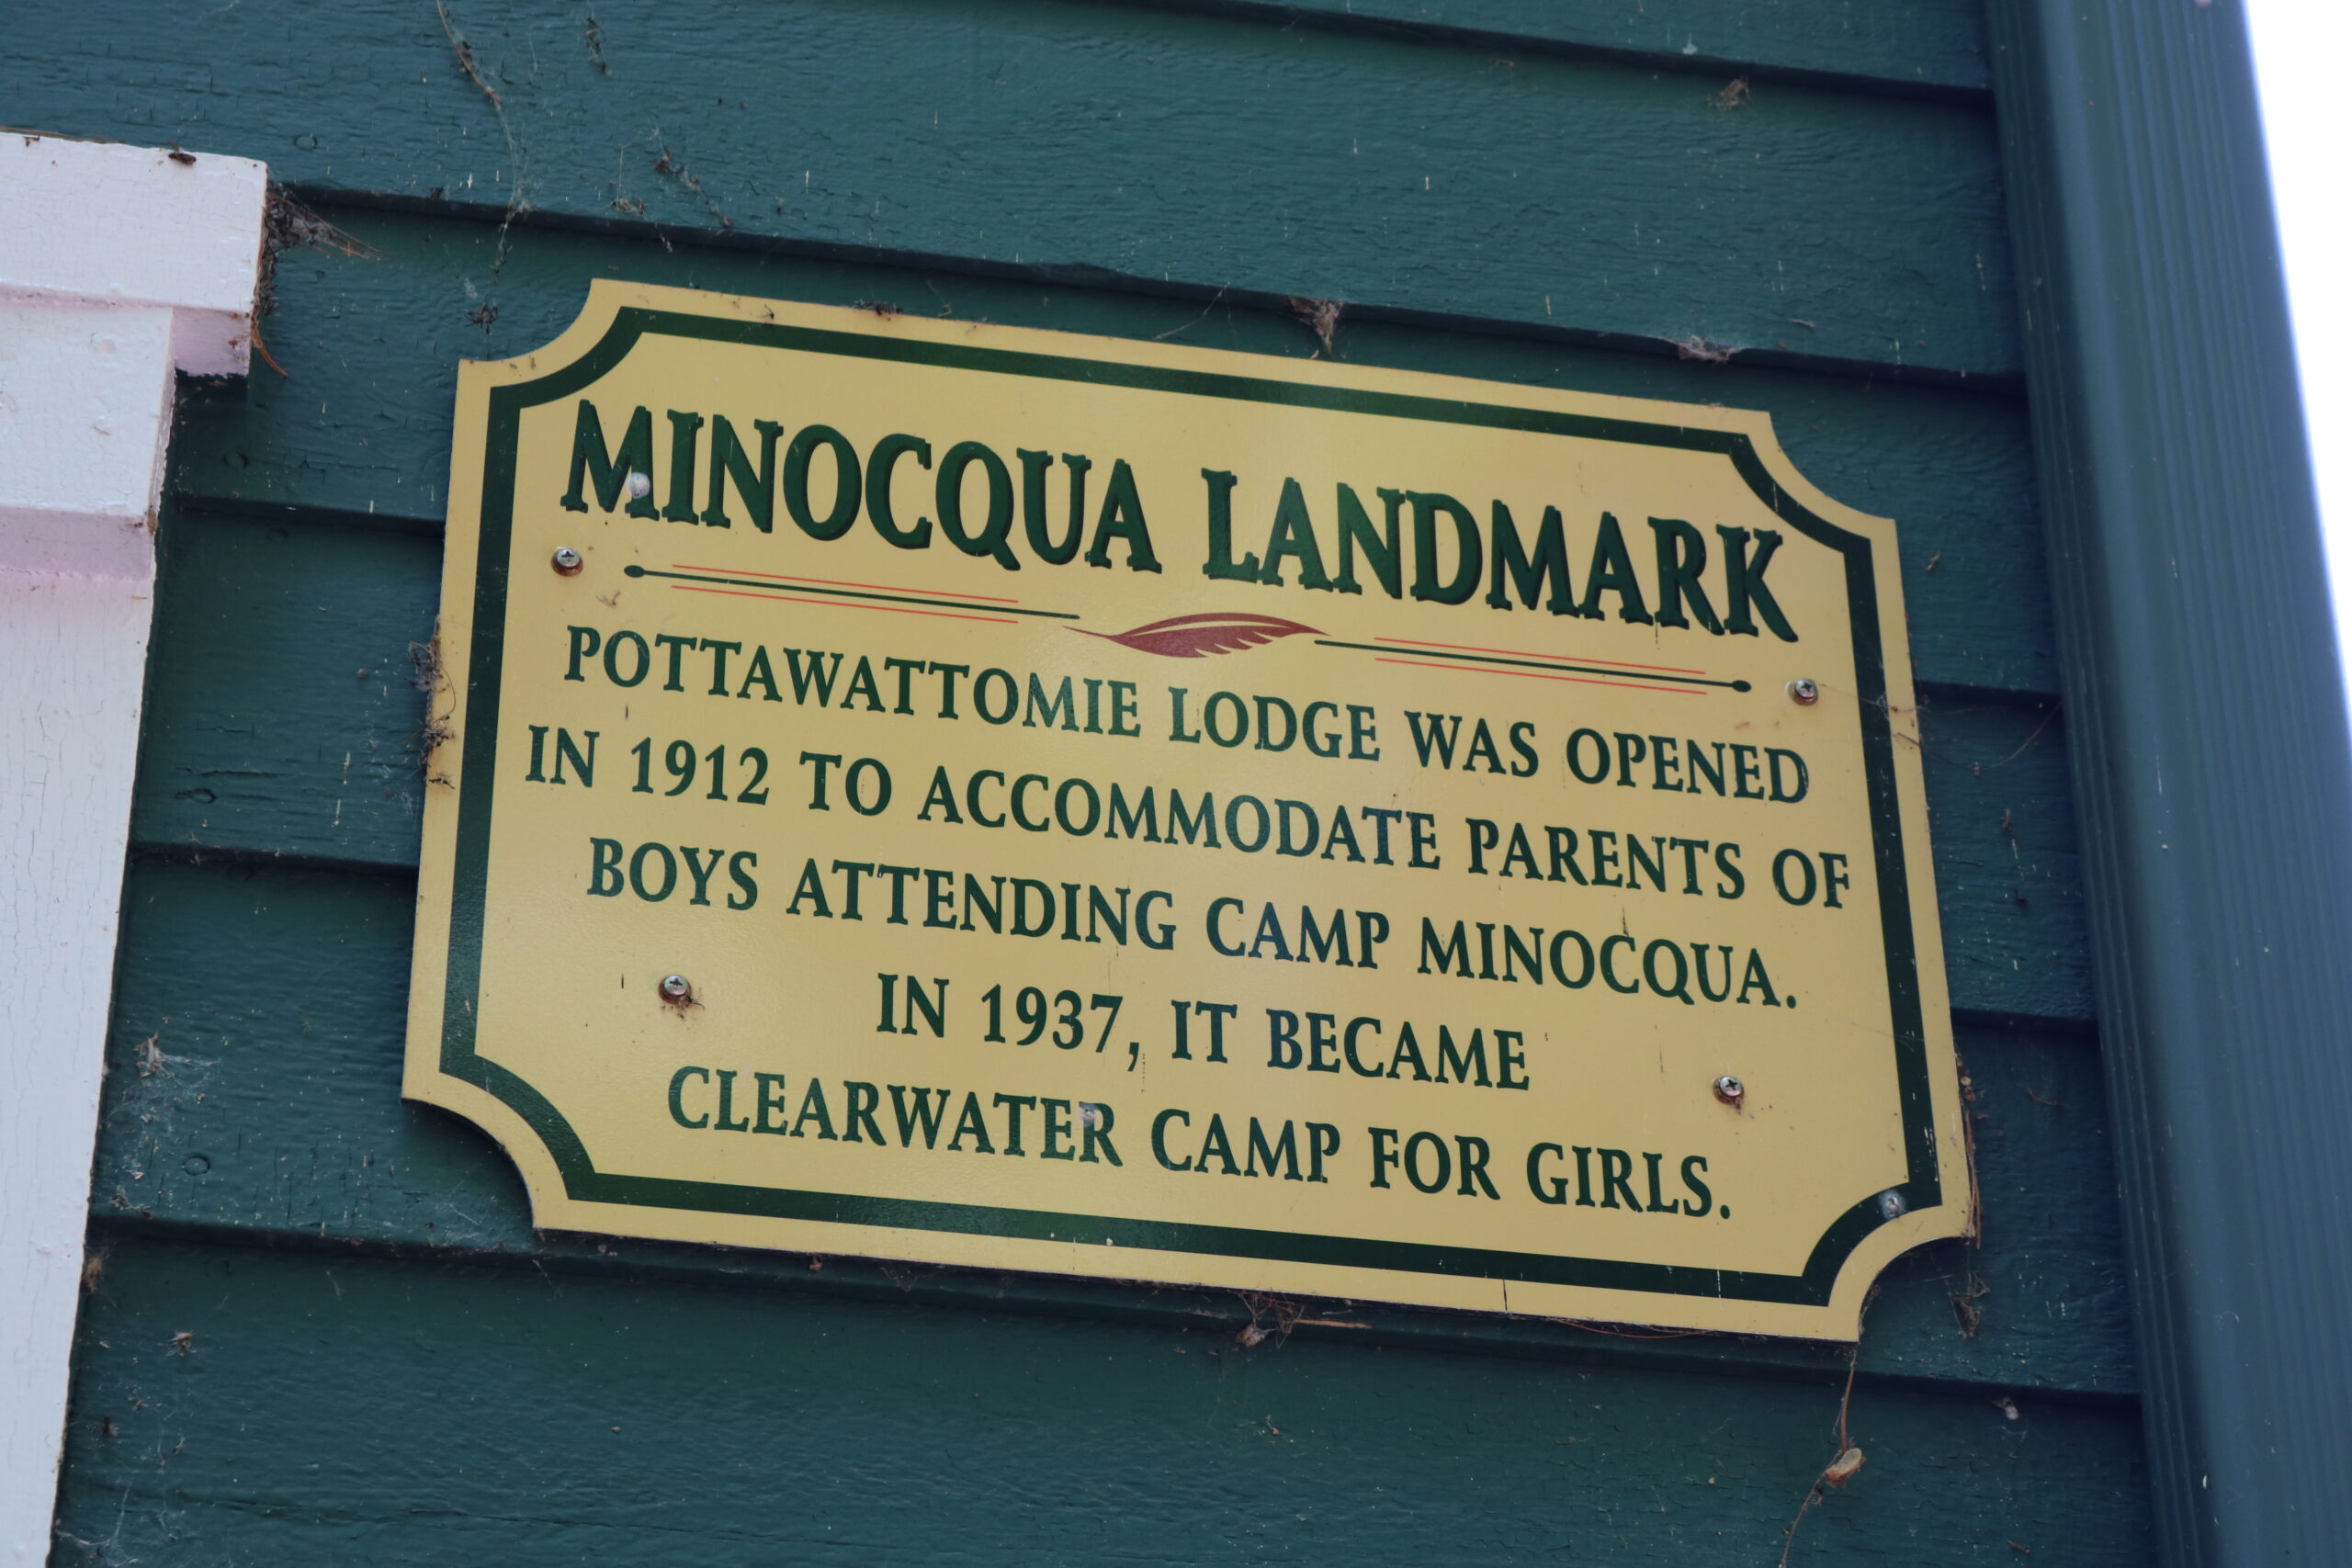 MINOCQUA LANDMARK
POTTAWATTOMIE LODGE WAS OPENED
IN 1912 TO ACCOMMODATE PARENTS OF
BOYS ATTENDING CAMP MINOCQUA.
IN 1937, IT BECAME
CLEARWATER CAMP FOR GIRLS.